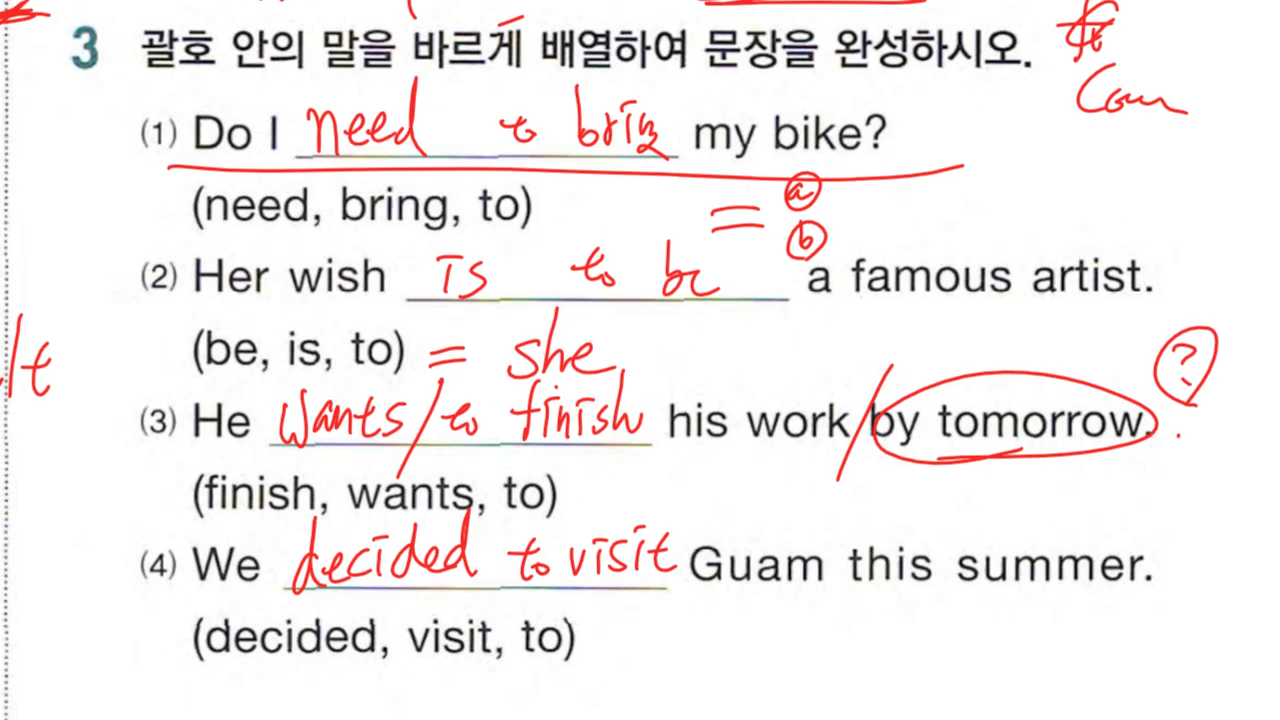 3 괄호 안의 말을 바르게 배열하여 문장을 완성하시오.
(1) Do I need to bring my bike?
(need, bring, to) = ⓐ
ⓑ
(2) Her wish is to be a famous artist.
(be, is, to) = she
(3) He wants / to finish his work / by tomorrow. ?
(finish, wants, to)
(4) We decided to visit Guam this summer.
(decided, visit, to)